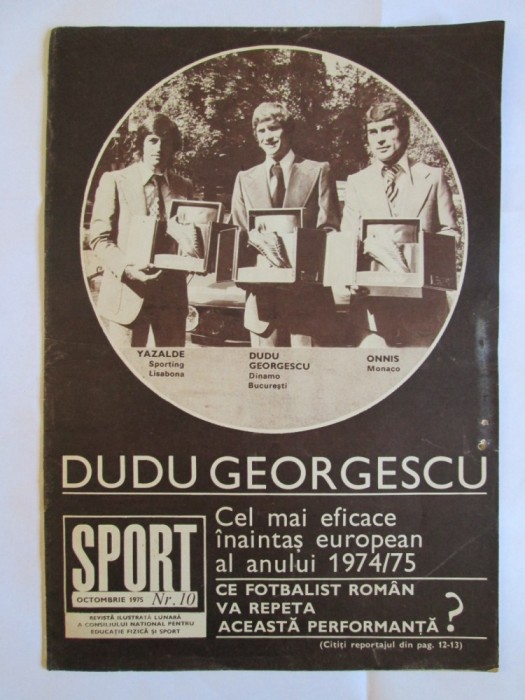 YAZALDE
Sporting
Lisabona
DUDU
GEORGESCU
Dinamo
București
ONNIS
Monaco
DUDU GEORGESCU
SPORT
OCTOMBRIE 1975 Nr. 10
REVISTĂ ILUSTRATĂ LUNARĂ
A CONSILIULUI NAȚIONAL PENTRU
EDUCAȚIE FIZICĂ ȘI SPORT
Cel mai eficace
înaintaș european
al anului 1974/75
CE FOTBALIST ROMÂN
VA REPETA
ACEASTĂ PERFORMANȚĂ ?
(Citiți reportajul din pag. 12-13)